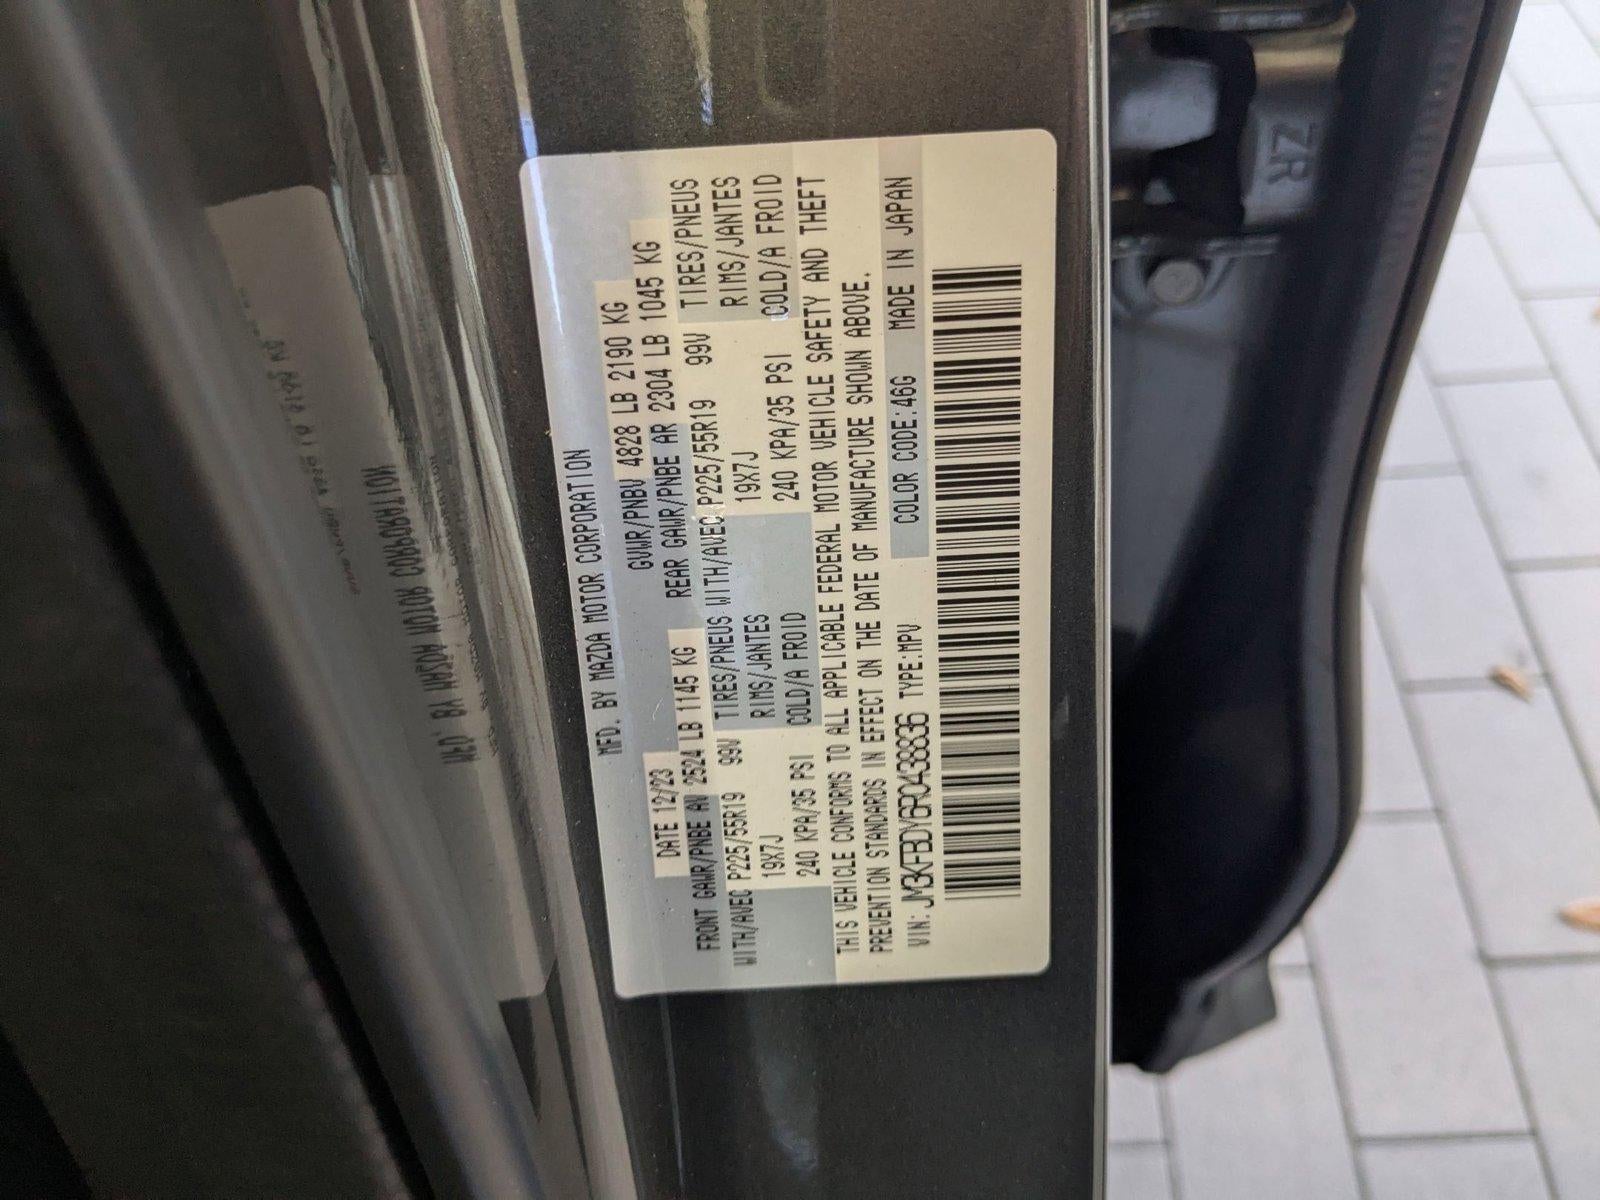 MFD. BY MAZDA MOTOR CORPORATION
DATE 12/23 GVWR/PNBV 4828 LB 2190 KG
FRONT GAWR/PNBE AV 2524 LB 1145 KG REAR GAWR/PNBE AR 2304 LB 1045 KG
WITH/AVEC P225/55R19 99V TIRES/PNEUS WITH/AVEC P225/55R19 99V TIRES/PNEUS
19X7J RIMS/JANTES 19X7J RIMS/JANTES
240 KPA/35 PSI COLD/A FROID 240 KPA/35 PSI COLD/A FROID
THIS VEHICLE CONFORMS TO ALL APPLICABLE FEDERAL MOTOR VEHICLE SAFETY AND THEFT
PREVENTION STANDARDS IN EFFECT ON THE DATE OF MANUFACTURE SHOWN ABOVE.
VIN: JM3KFBDY6R0438836 TYPE:MPV COLOR CODE:46G MADE IN JAPAN
ZR